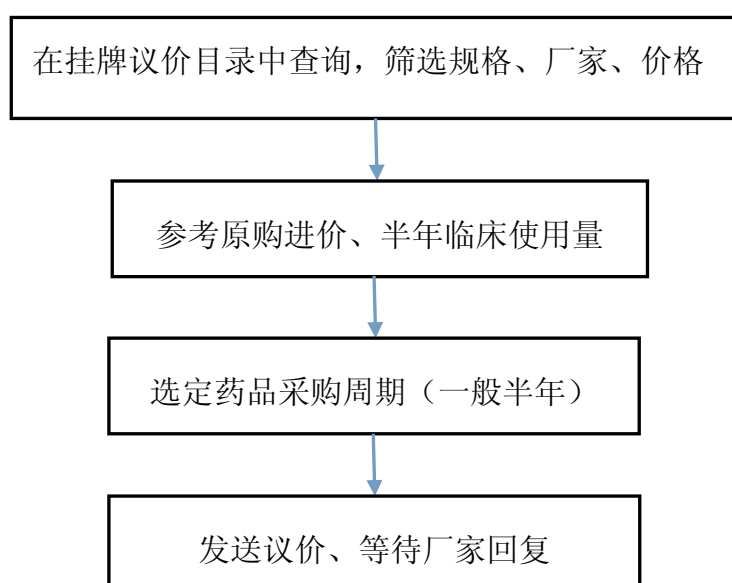 在挂牌议价目录中查询，筛选规格、厂家、价格
参考原购进价、半年临床使用量
选定药品采购周期（一般半年）
发送议价、等待厂家回复